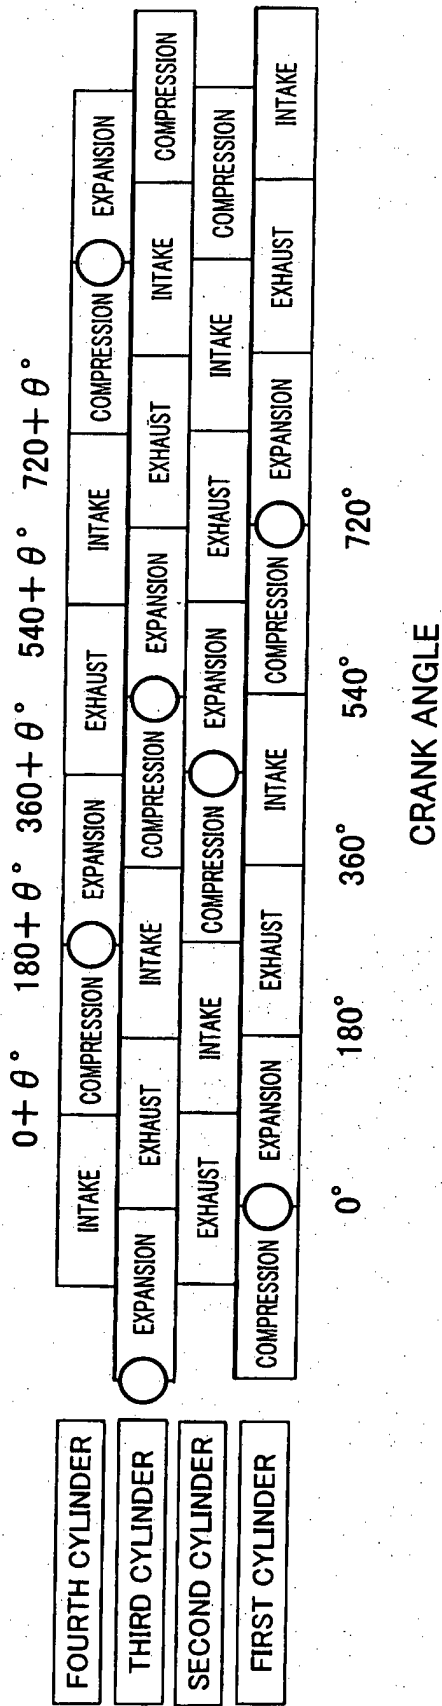 0+θ° 180+θ° 360+θ° 540+θ° 720+θ°
FOURTH CYLINDER INTAKE COMPRESSION EXPANSION EXHAUST INTAKE COMPRESSION EXPANSION
THIRD CYLINDER EXPANSION EXHAUST INTAKE COMPRESSION EXPANSION EXHAUST INTAKE COMPRESSION
SECOND CYLINDER EXHAUST INTAKE COMPRESSION EXPANSION EXHAUST INTAKE COMPRESSION
FIRST CYLINDER COMPRESSION EXPANSION EXHAUST INTAKE COMPRESSION EXPANSION EXHAUST INTAKE
0° 180° 360° 540° 720°
CRANK ANGLE